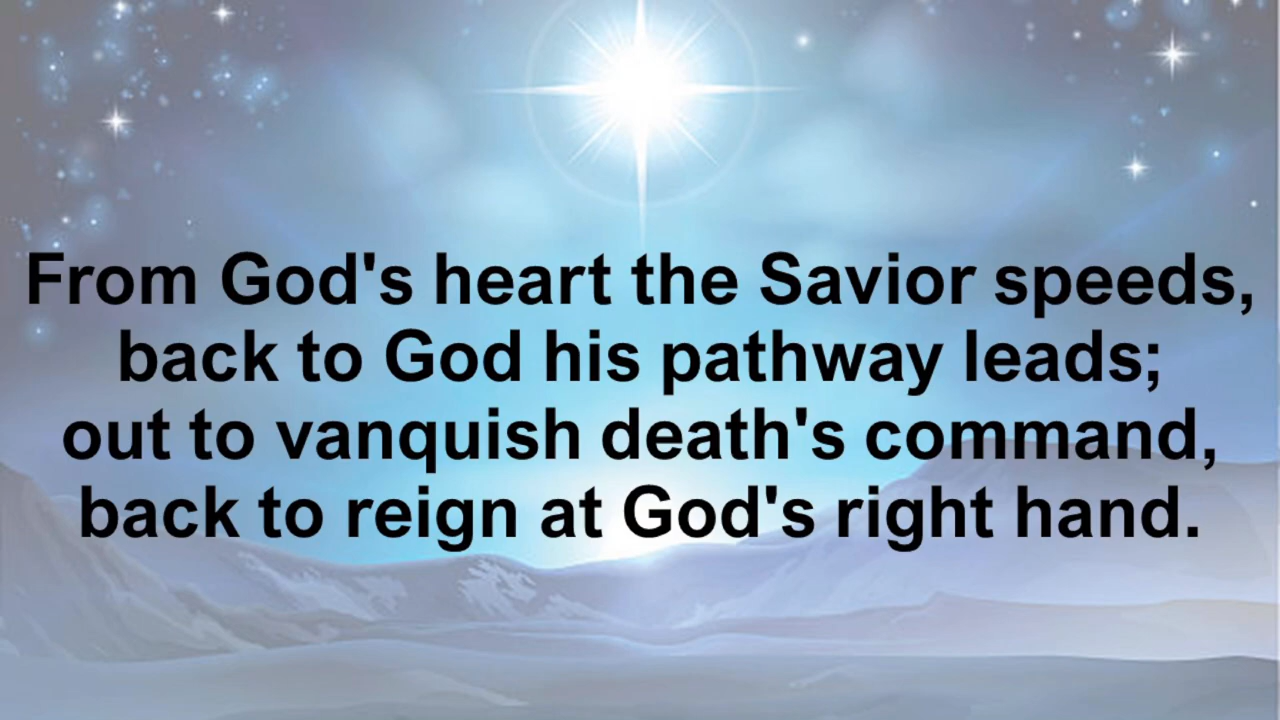 From God's heart the Savior speeds,
back to God his pathway leads;
out to vanquish death's command,
back to reign at God's right hand.